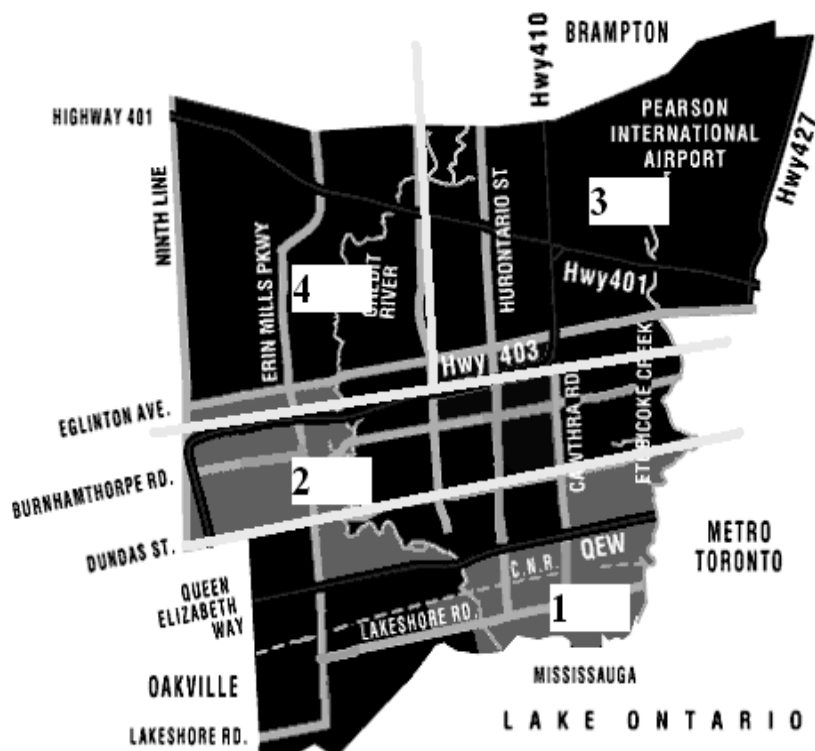 BRAMPTON
Hwy410
HIGHWAY 401
PEARSON
INTERNATIONAL
AIRPORT
Hwy427
NINTH LINE
3
HURONTARIO ST
ERIN MILLS PKWY
4
CREDIT
RIVER
Hwy401
Hwy 403
EGLINTON AVE.
CAWTHRA RD.
ETOBICOKE CREEK
BURNHAMTHORPE RD.
2
DUNDAS ST.
METRO
TORONTO
QUEEN
ELIZABETH
WAY
C.N.R.
QEW
LAKESHORE RD.
1
OAKVILLE
MISSISSAUGA
LAKE ONTARIO
LAKESHORE RD.